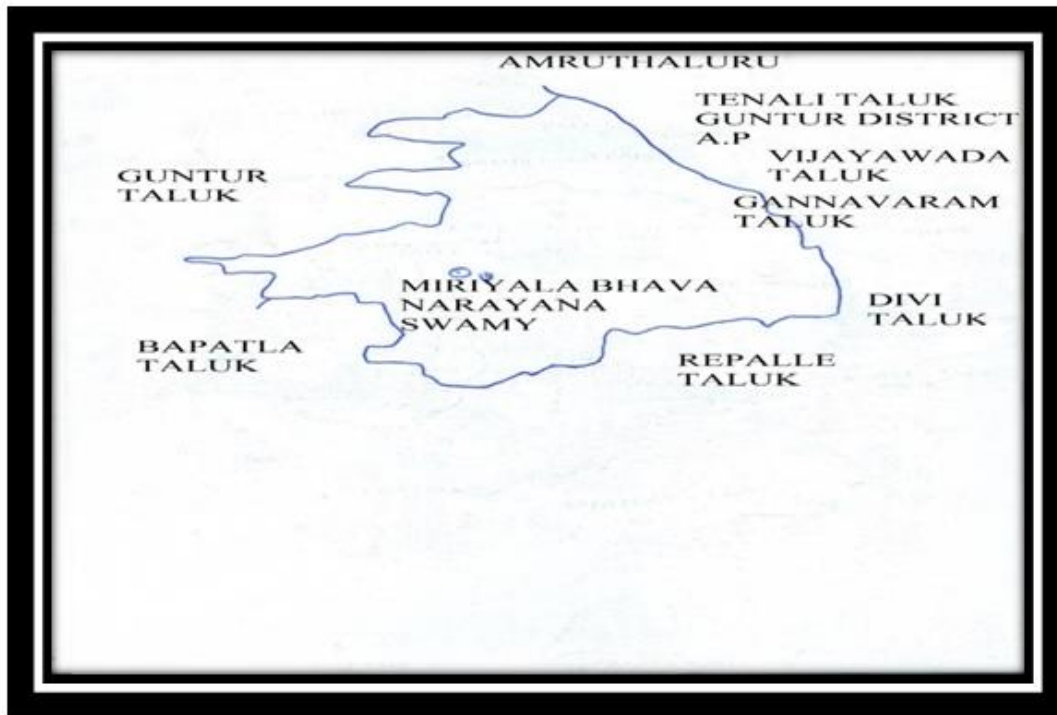 AMRUTHALURU
TENALI TALUK
GUNTUR DISTRICT
A.P
VIJAYAWADA
TALUK
GUNTUR
TALUK
GANNAVARAM
TALUK
MIRIYALA BHAVA
NARAYANA
SWAMY
DIVI
TALUK
BAPATLA
TALUK
REPALLE
TALUK